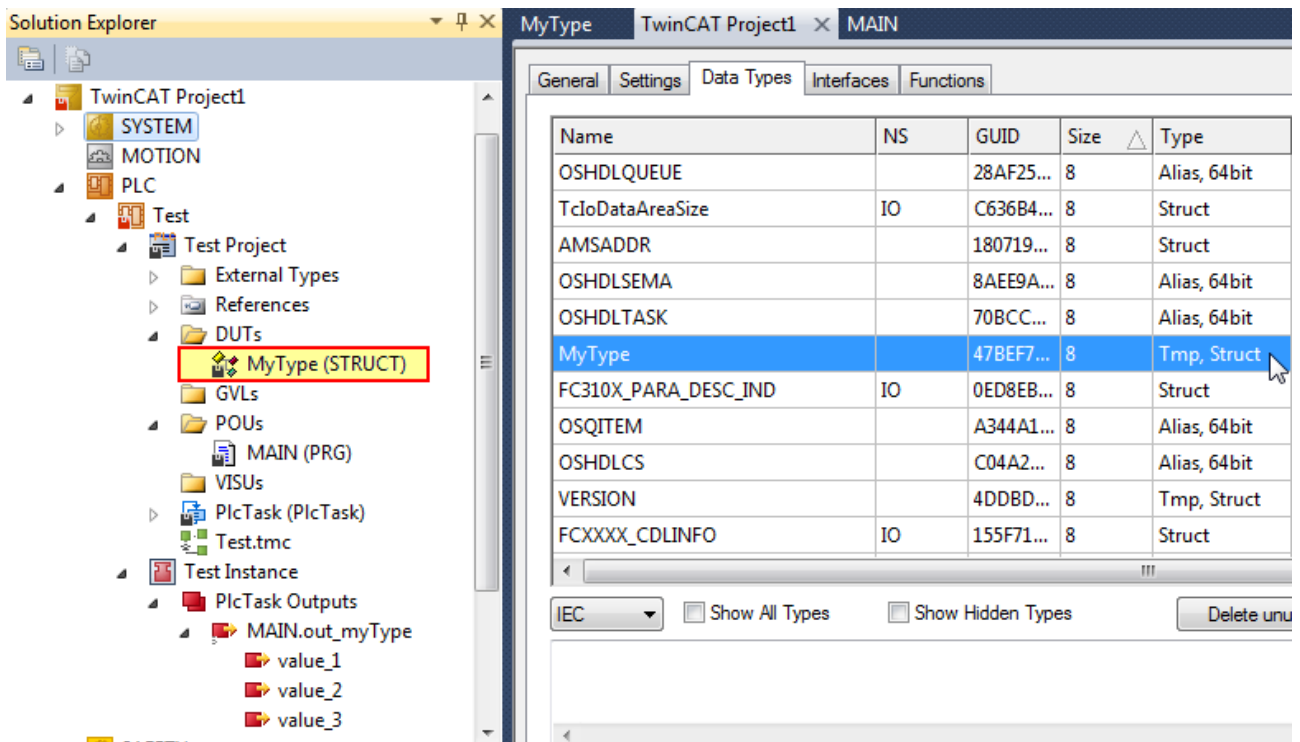 Solution Explorer
TwinCAT Project1
SYSTEM
MOTION
PLC
Test
Test Project
External Types
References
DUTs
MyType (STRUCT)
GVLs
POUs
MAIN (PRG)
VISUs
PlcTask (PlcTask)
Test.tmc
Test Instance
PlcTask Outputs
MAIN.out_myType
value_1
value_2
value_3
MyType TwinCAT Project1 MAIN
General Settings Data Types Interfaces Functions
Name NS GUID Size Type
OSHDLQUEUE 28AF25... 8 Alias, 64bit
TcIoDataAreaSize IO C636B4... 8 Struct
AMSADDR 180719... 8 Struct
OSHDLSEMA 8AEE9A... 8 Alias, 64bit
OSHDLTASK 70BCC... 8 Alias, 64bit
MyType 47BEF7... 8 Tmp, Struct
FC310X_PARA_DESC_IND IO 0ED8EB... 8 Struct
OSQITEM A344A1... 8 Alias, 64bit
OSHDLCS C04A2... 8 Alias, 64bit
VERSION 4DDBD... 8 Tmp, Struct
FCXXXX_CDLINFO IO 155F71... 8 Struct
IEC Show All Types Show Hidden Types Delete unu